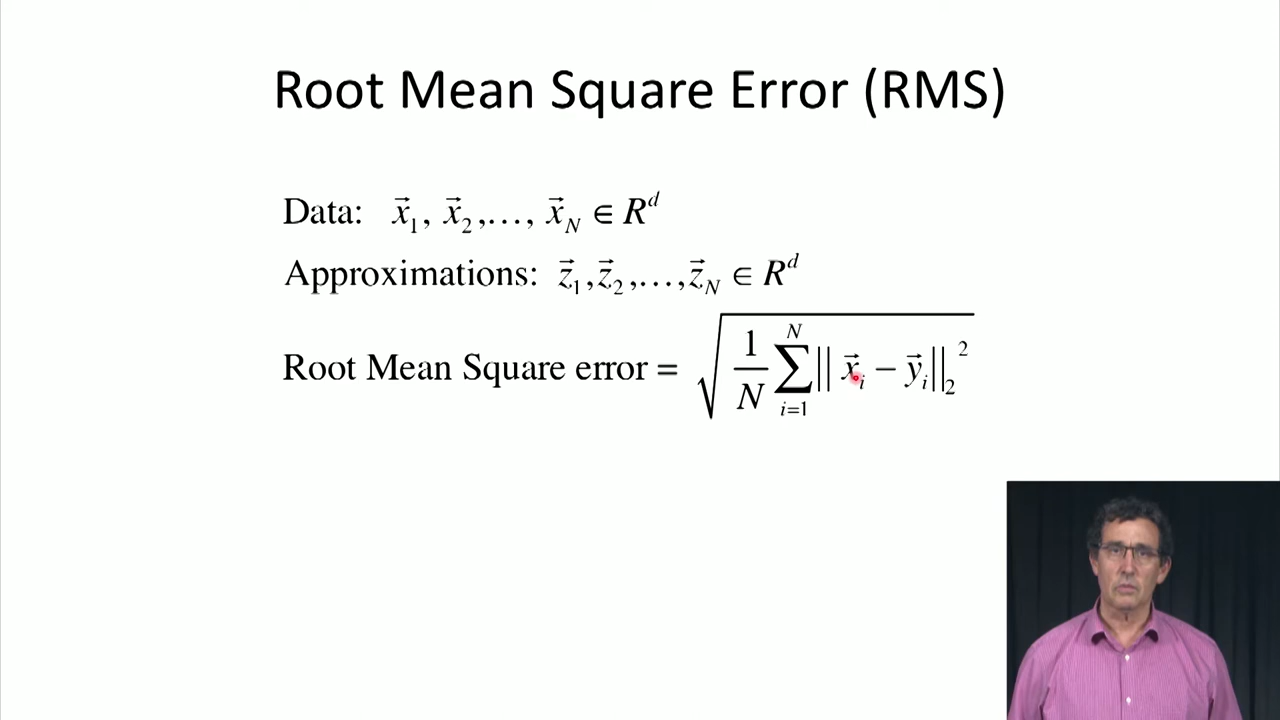 Root Mean Square Error (RMS)
Data: x⃗₁, x⃗₂,…, x⃗_N ∈ R^d
Approximations: z⃗₁,z⃗₂,…,z⃗_N ∈ R^d
Root Mean Square error = √(1/N ∑_{i=1}^{N} || x⃗_i − y⃗_i ||₂²)